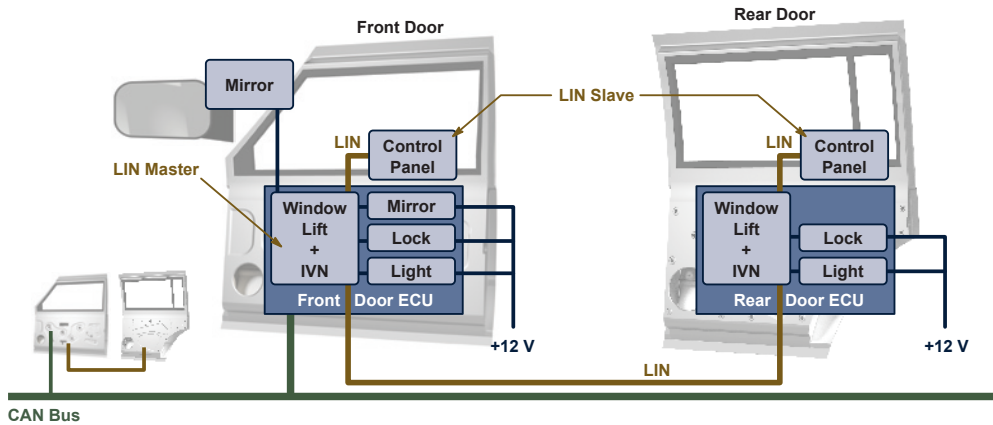 Front Door
Rear Door
Mirror
LIN Slave
LIN
Control
Panel
LIN
Control
Panel
LIN Master
Window
Lift
+
IVN
Mirror
Lock
Light
Front Door ECU
Window
Lift
+
IVN
Lock
Light
Rear Door ECU
+12 V
+12 V
LIN
CAN Bus